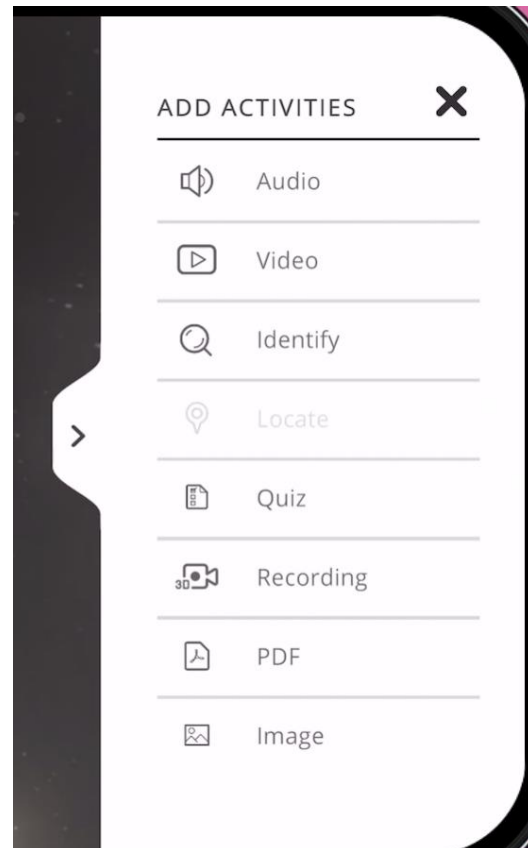 ADD ACTIVITIES
Audio
Video
Identify
Locate
Quiz
3D Recording
PDF
Image